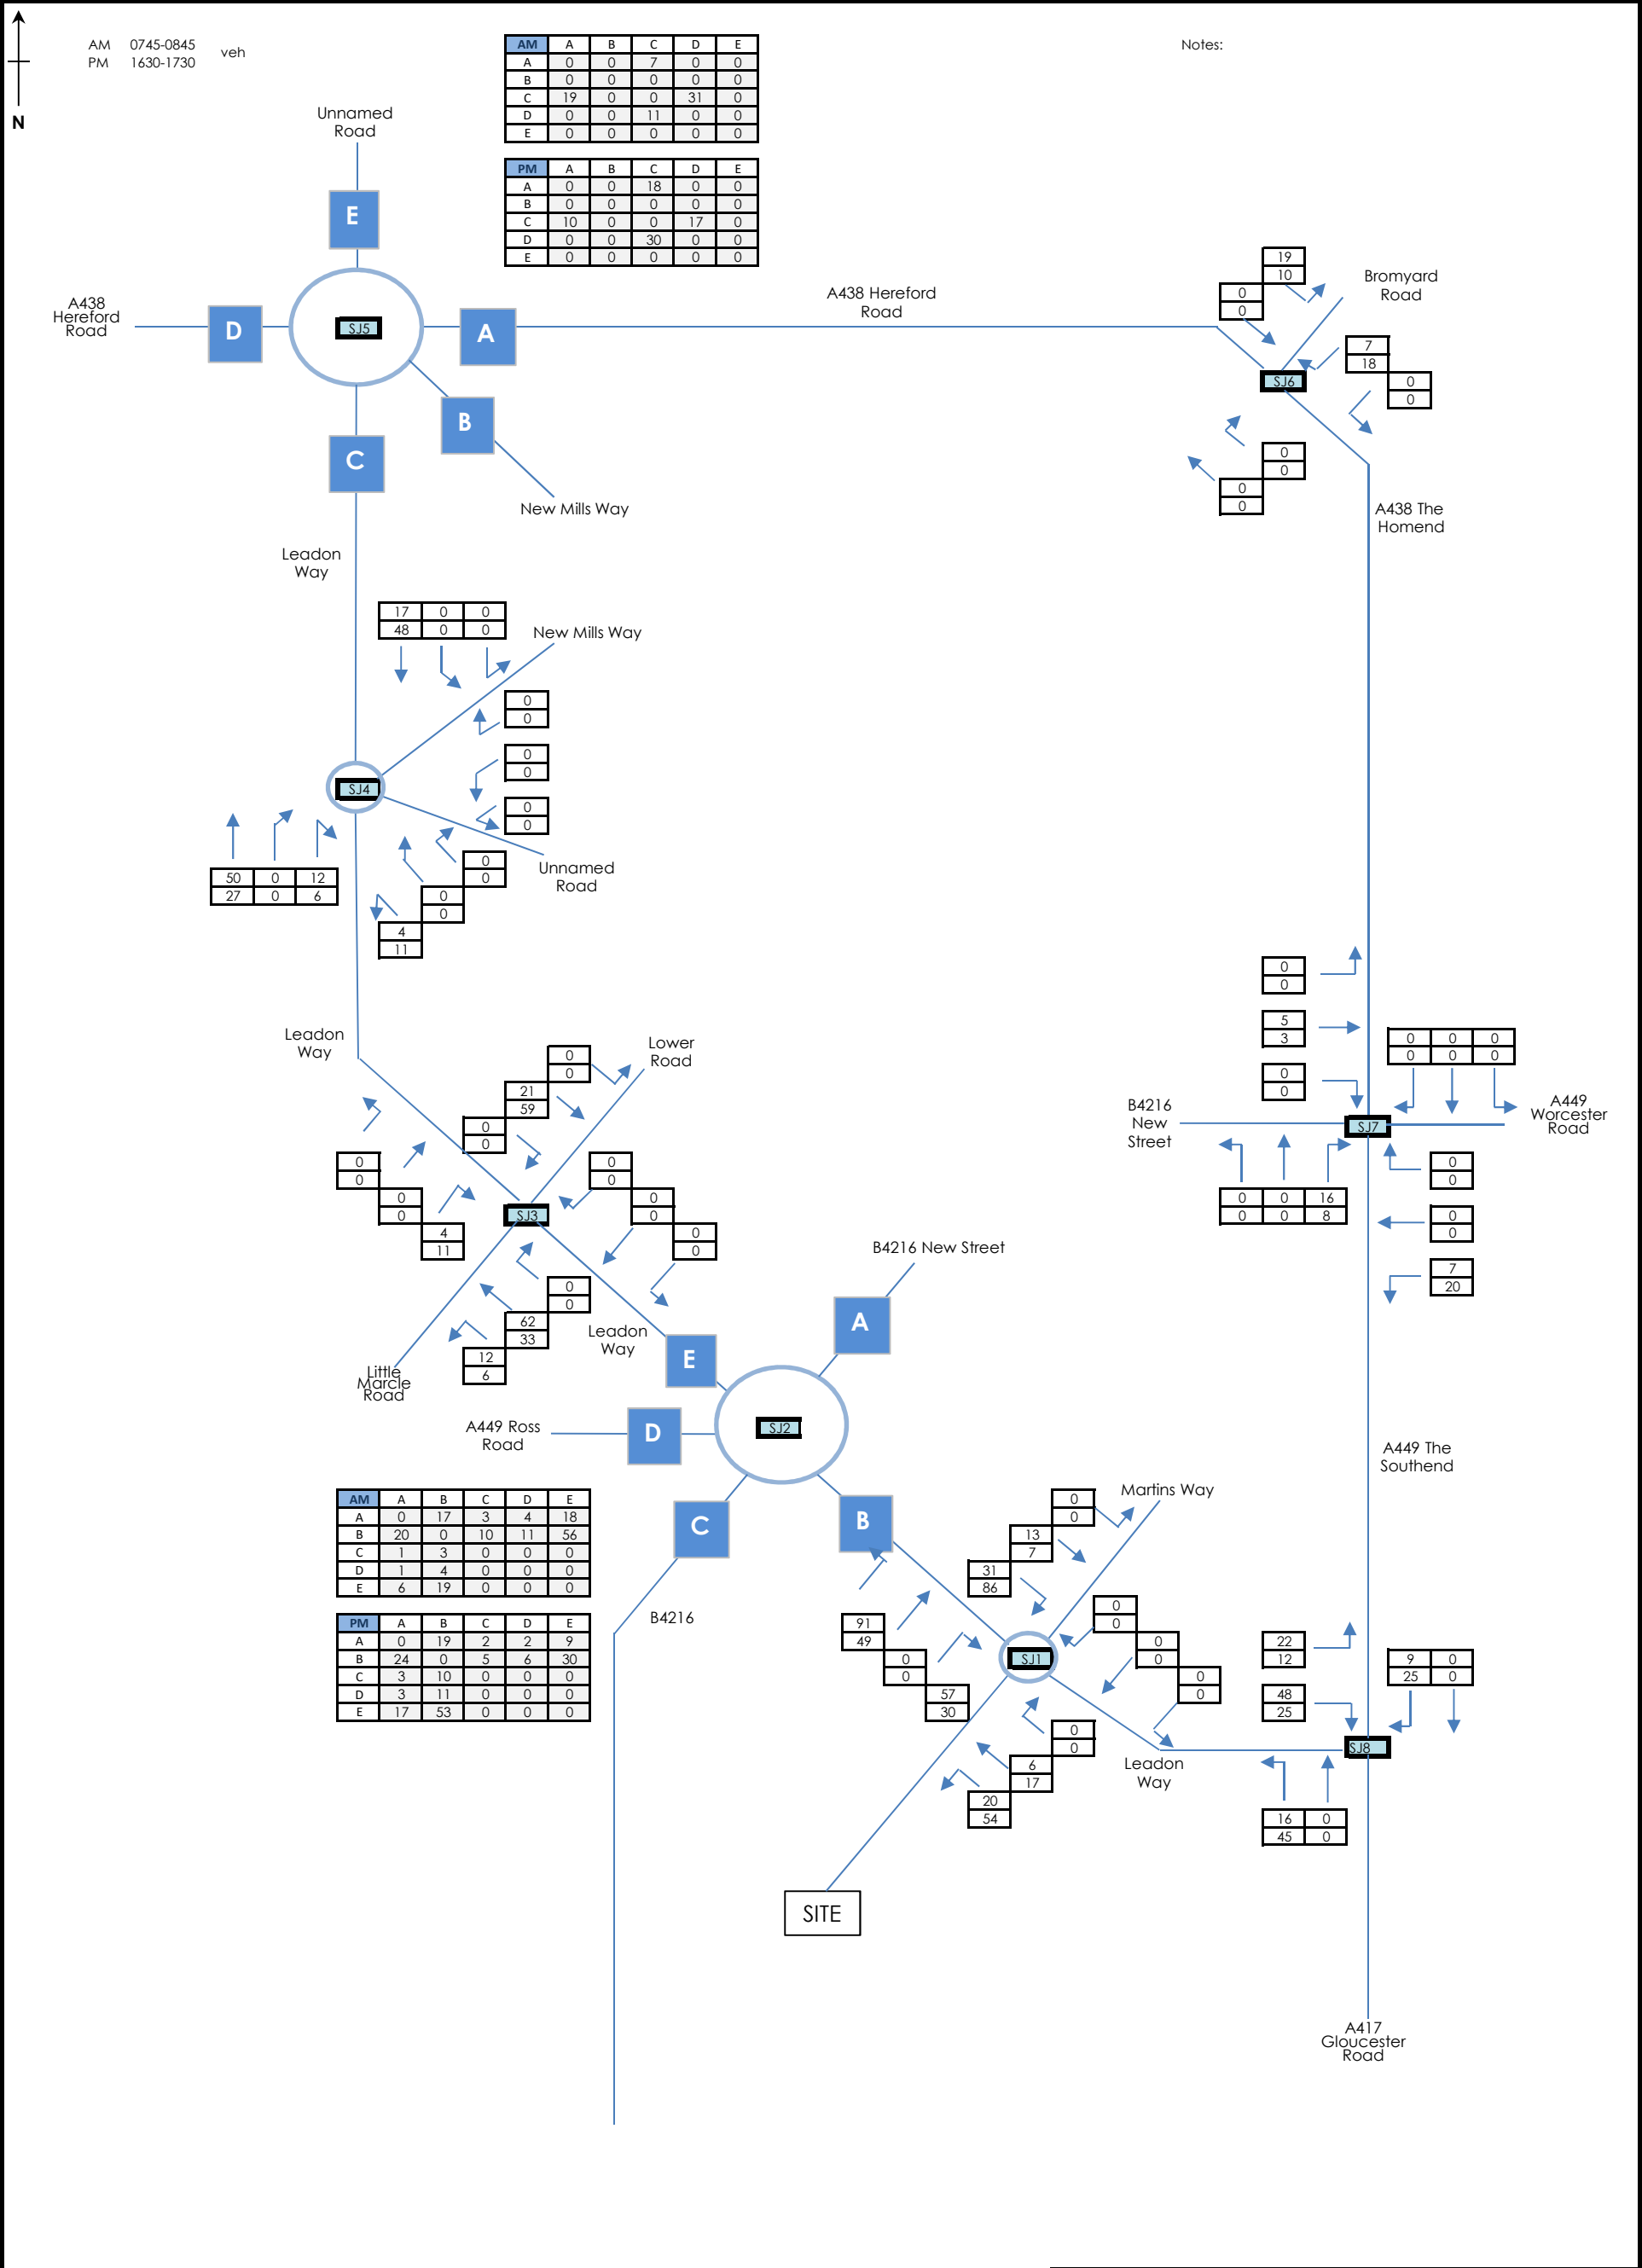 AM 0745-0845 veh
PM 1630-1730
Notes:
N
AM A B C D E
A 0 0 7 0 0
B 0 0 0 0 0
C 19 0 0 31 0
D 0 0 11 0 0
E 0 0 0 0 0
PM A B C D E
A 0 0 18 0 0
B 0 0 0 0 0
C 10 0 0 17 0
D 0 0 30 0 0
E 0 0 0 0 0
Unnamed
Road
E
A438
Hereford
Road
D
SJ5
A
B
C
New Mills Way
A438 Hereford
Road
19
10
0
0
Bromyard
Road
7
18
0
0
SJ6
0
0
0
0
A438 The
Homend
Leadon
Way
17 0 0
48 0 0
New Mills Way
0
0
0
0
0
0
SJ4
Unnamed
Road
50 0 12
27 0 6
0
0
0
0
4
11
0
0
5
3
0
0
0 0 0
0 0 0
B4216
New
Street
SJ7
A449
Worcester
Road
0 0 16
0 0 8
0
0
0
0
7
20
Leadon
Way
Lower
Road
0
0
21
59
0
0
0
0
0
0
4
11
0
0
0
0
0
0
SJ3
0
0
62
33
12
6
Leadon
Way
Little
Marcle
Road
B4216 New Street
A
E
A449 Ross
Road
D
SJ2
C
B
A449 The
Southend
AM A B C D E
A 0 17 3 4 18
B 20 0 10 11 56
C 1 3 0 0 0
D 1 4 0 0 0
E 6 19 0 0 0
PM A B C D E
A 0 19 2 2 9
B 24 0 5 6 30
C 3 10 0 0 0
D 3 11 0 0 0
E 17 53 0 0 0
B4216
Martins Way
0
0
13
7
31
86
91
49
0
0
57
30
0
0
0
0
0
0
SJ1
0
0
6
17
20
54
Leadon
Way
22
12
48
25
9 0
25 0
SJ8
16 0
45 0
SITE
A417
Gloucester
Road